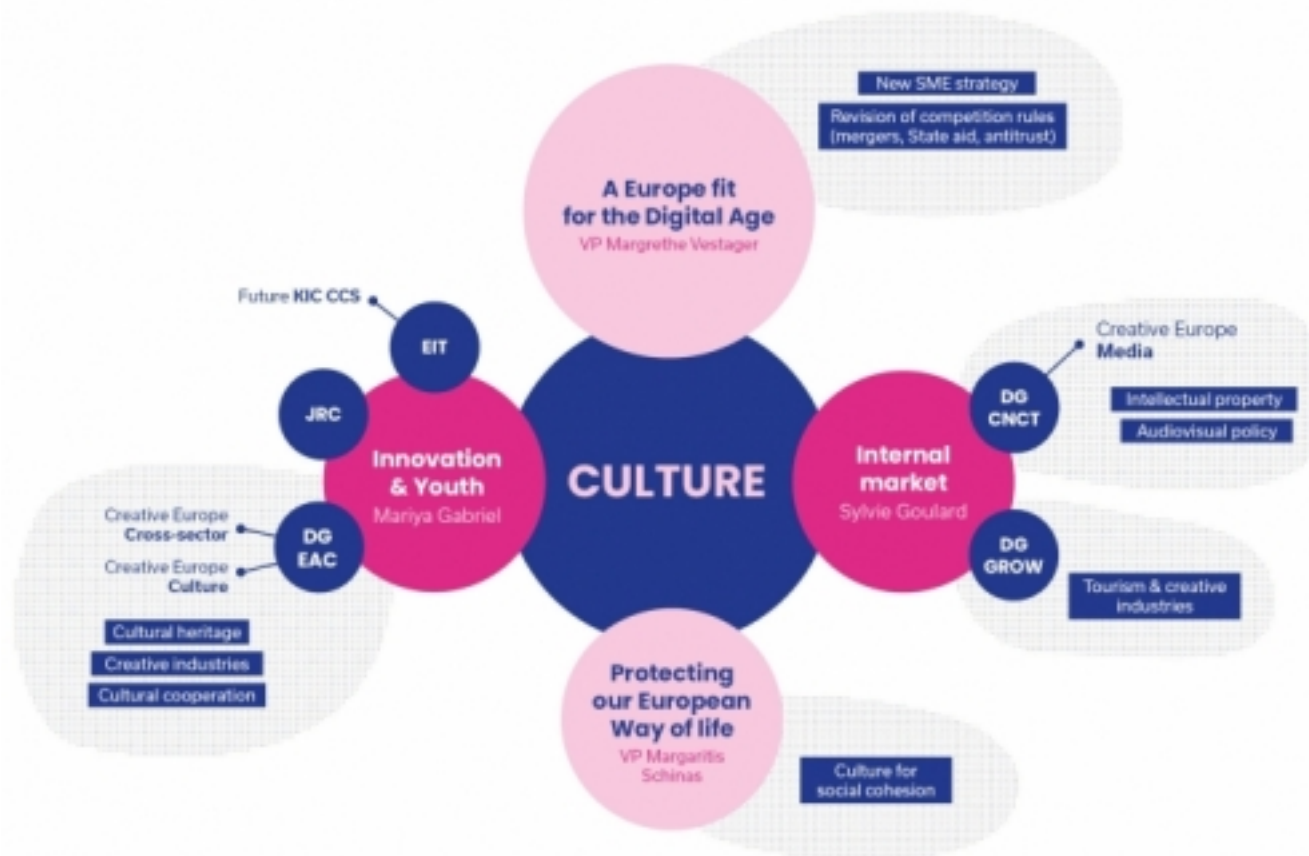 New SME strategy
Revision of competition rules
(mergers, State aid, antitrust)
A Europe fit
for the Digital Age
VP Margrethe Vestager
Future KIC CCS
EIT
JRC
Innovation
& Youth
Mariya Gabriel
DG
EAC
Creative Europe
Cross-sector
Creative Europe
Culture
Cultural heritage
Creative industries
Cultural cooperation
CULTURE
Internal
market
Sylvie Goulard
DG
CNCT
Creative Europe
Media
Intellectual property
Audiovisual policy
DG
GROW
Tourism & creative
industries
Protecting
our European
Way of life
VP Margaritis
Schinas
Culture for
social cohesion